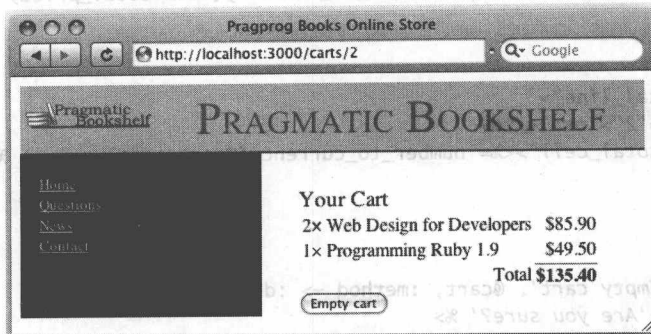 Pragprog Books Online Store
http://localhost:3000/carts/2
Google
Pragmatic
Bookshelf
PRAGMATIC BOOKSHELF
Home
Questions
News
Contact
Your Cart
2× Web Design for Developers $85.90
1× Programming Ruby 1.9 $49.50
Total $135.40
Empty cart